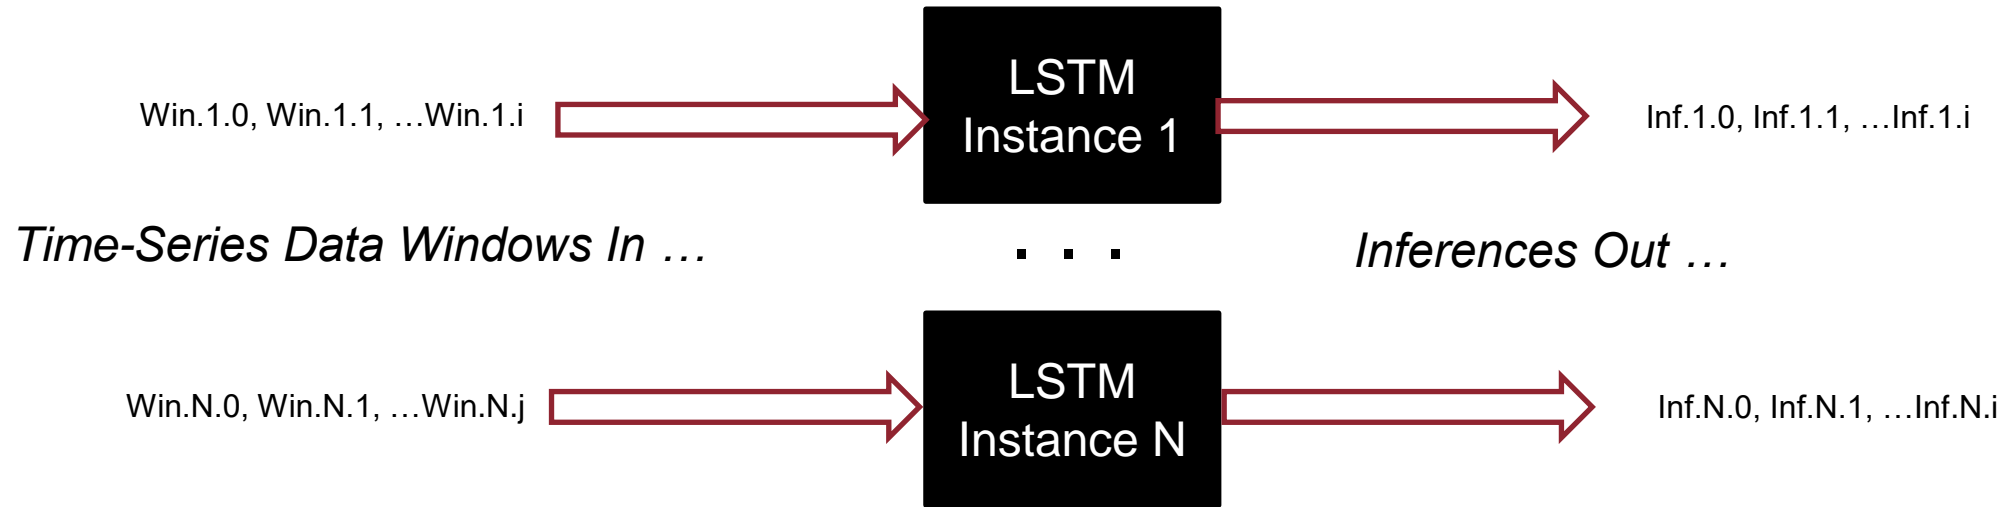 Win.1.0, Win.1.1, …Win.1.i
LSTM
Instance 1
Inf.1.0, Inf.1.1, …Inf.1.i
Time-Series Data Windows In …
. . .
Inferences Out …
Win.N.0, Win.N.1, …Win.N.j
LSTM
Instance N
Inf.N.0, Inf.N.1, …Inf.N.i